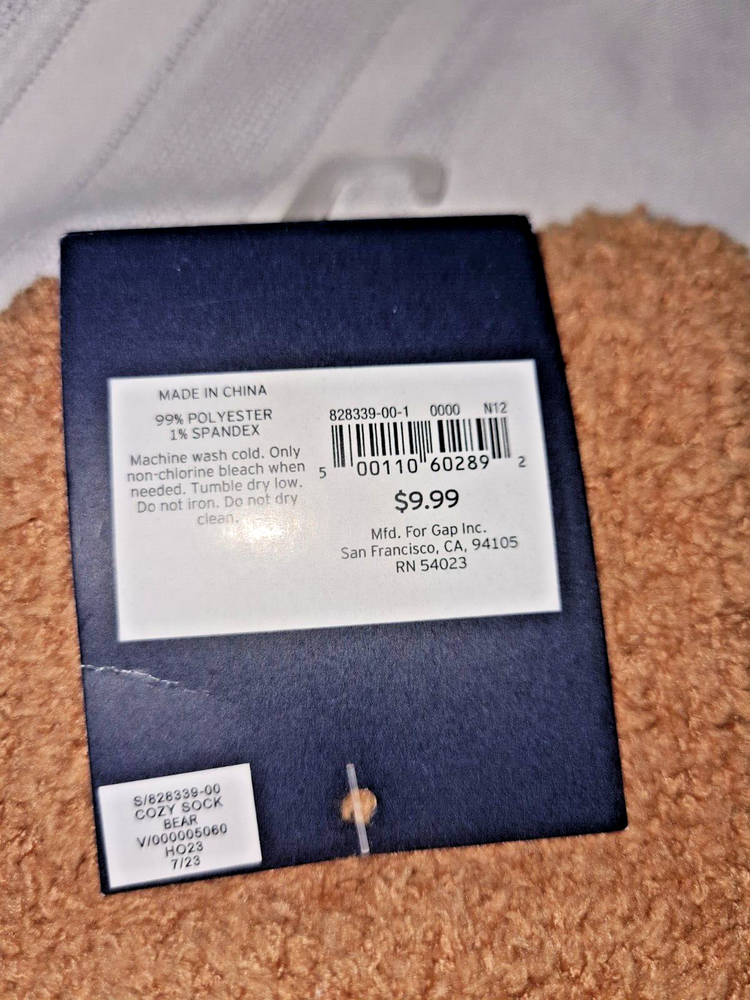 MADE IN CHINA
99% POLYESTER
1% SPANDEX
Machine wash cold. Only
non-chlorine bleach when
needed. Tumble dry low.
Do not iron. Do not dry
clean.
828339-00-1 0000 N12
5 00110 60289 2
$9.99
Mfd. For Gap Inc.
San Francisco, CA, 94105
RN 54023
S/828339-00
COZY SOCK
BEAR
V/000005060
HO23
7/23